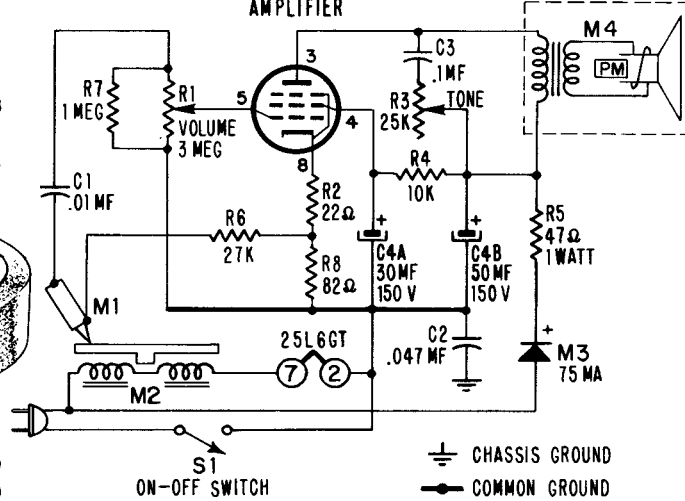 AMPLIFIER
M4
3
C3
.1MF
PM
R7
1 MEG
R1
5
VOLUME
3 MEG
4
R3
25K
TONE
8
R4
10K
C1
.01 MF
R2
22Ω
R6
27K
R8
82Ω
+
C4A
30MF
150 V
+
C4B
50MF
150 V
R5
47Ω
1WATT
M1
25L6GT
7
2
C2
.047 MF
+
M3
75 MA
M2
S1
ON-OFF SWITCH
CHASSIS GROUND
COMMON GROUND